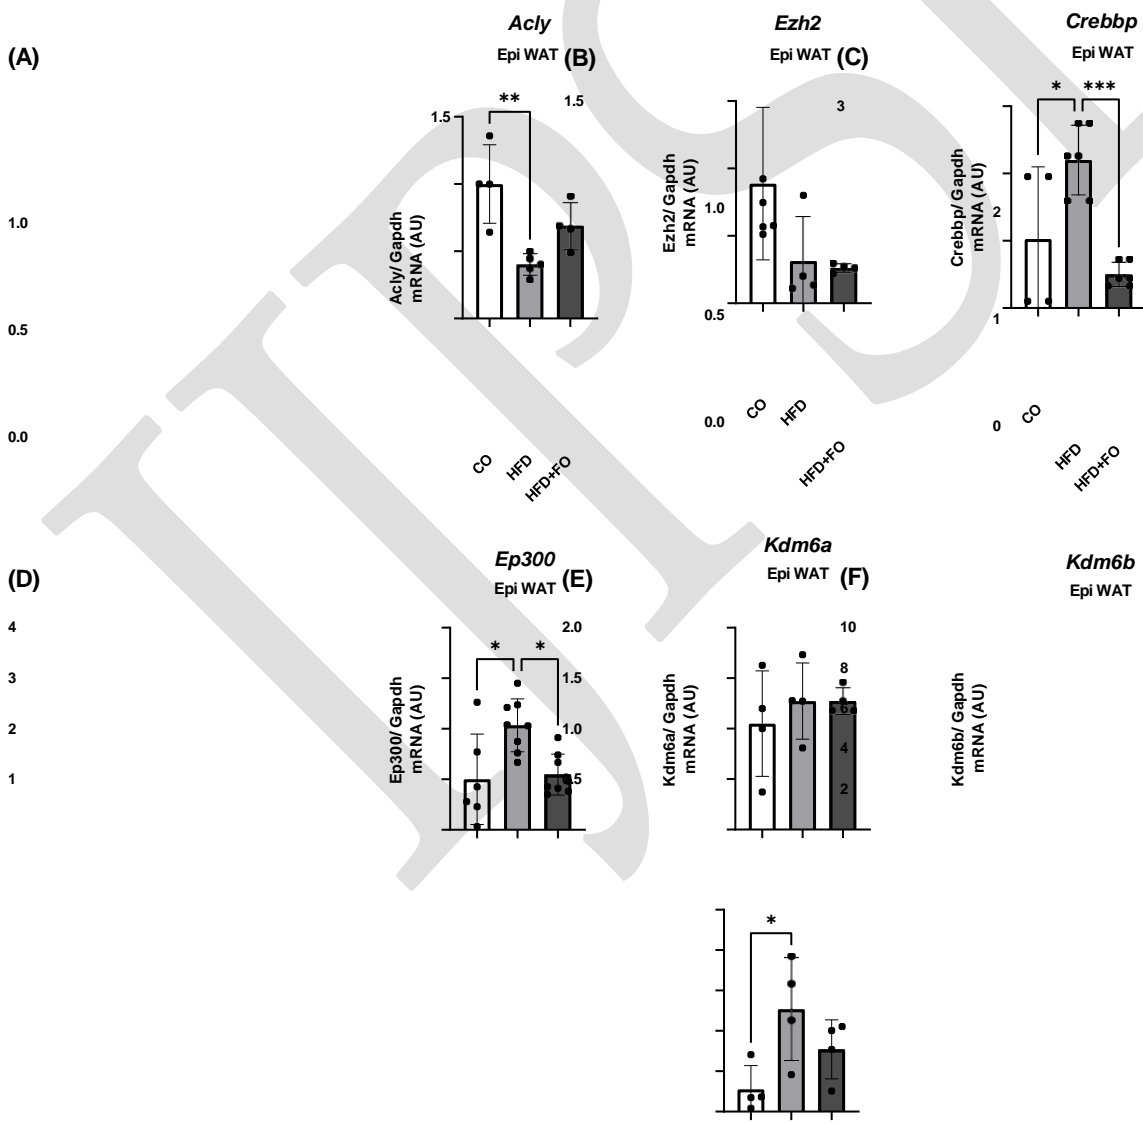 Acly
Ezh2
Crebbp
(A)
Epi WAT (B)
Epi WAT (C)
Epi WAT
1.5
1.0
0.5
0.0
Acly/ Gapdh
mRNA (AU)
1.5
**
CO
HFD
HFD+FO
1.5
1.0
0.5
0.0
Ezh2/ Gapdh
mRNA (AU)
CO
HFD
HFD+FO
3
2
1
0
Crebbp/ Gapdh
mRNA (AU)
* ***
CO
HFD
HFD+FO
Ep300
Kdm6a
Kdm6b
(D)
Epi WAT (E)
Epi WAT (F)
Epi WAT
4
3
2
1
Ep300/ Gapdh
mRNA (AU)
* *
2.0
1.5
1.0
0.5
Kdm6a/ Gapdh
mRNA (AU)
10
8
6
4
2
Kdm6b/ Gapdh
mRNA (AU)
*